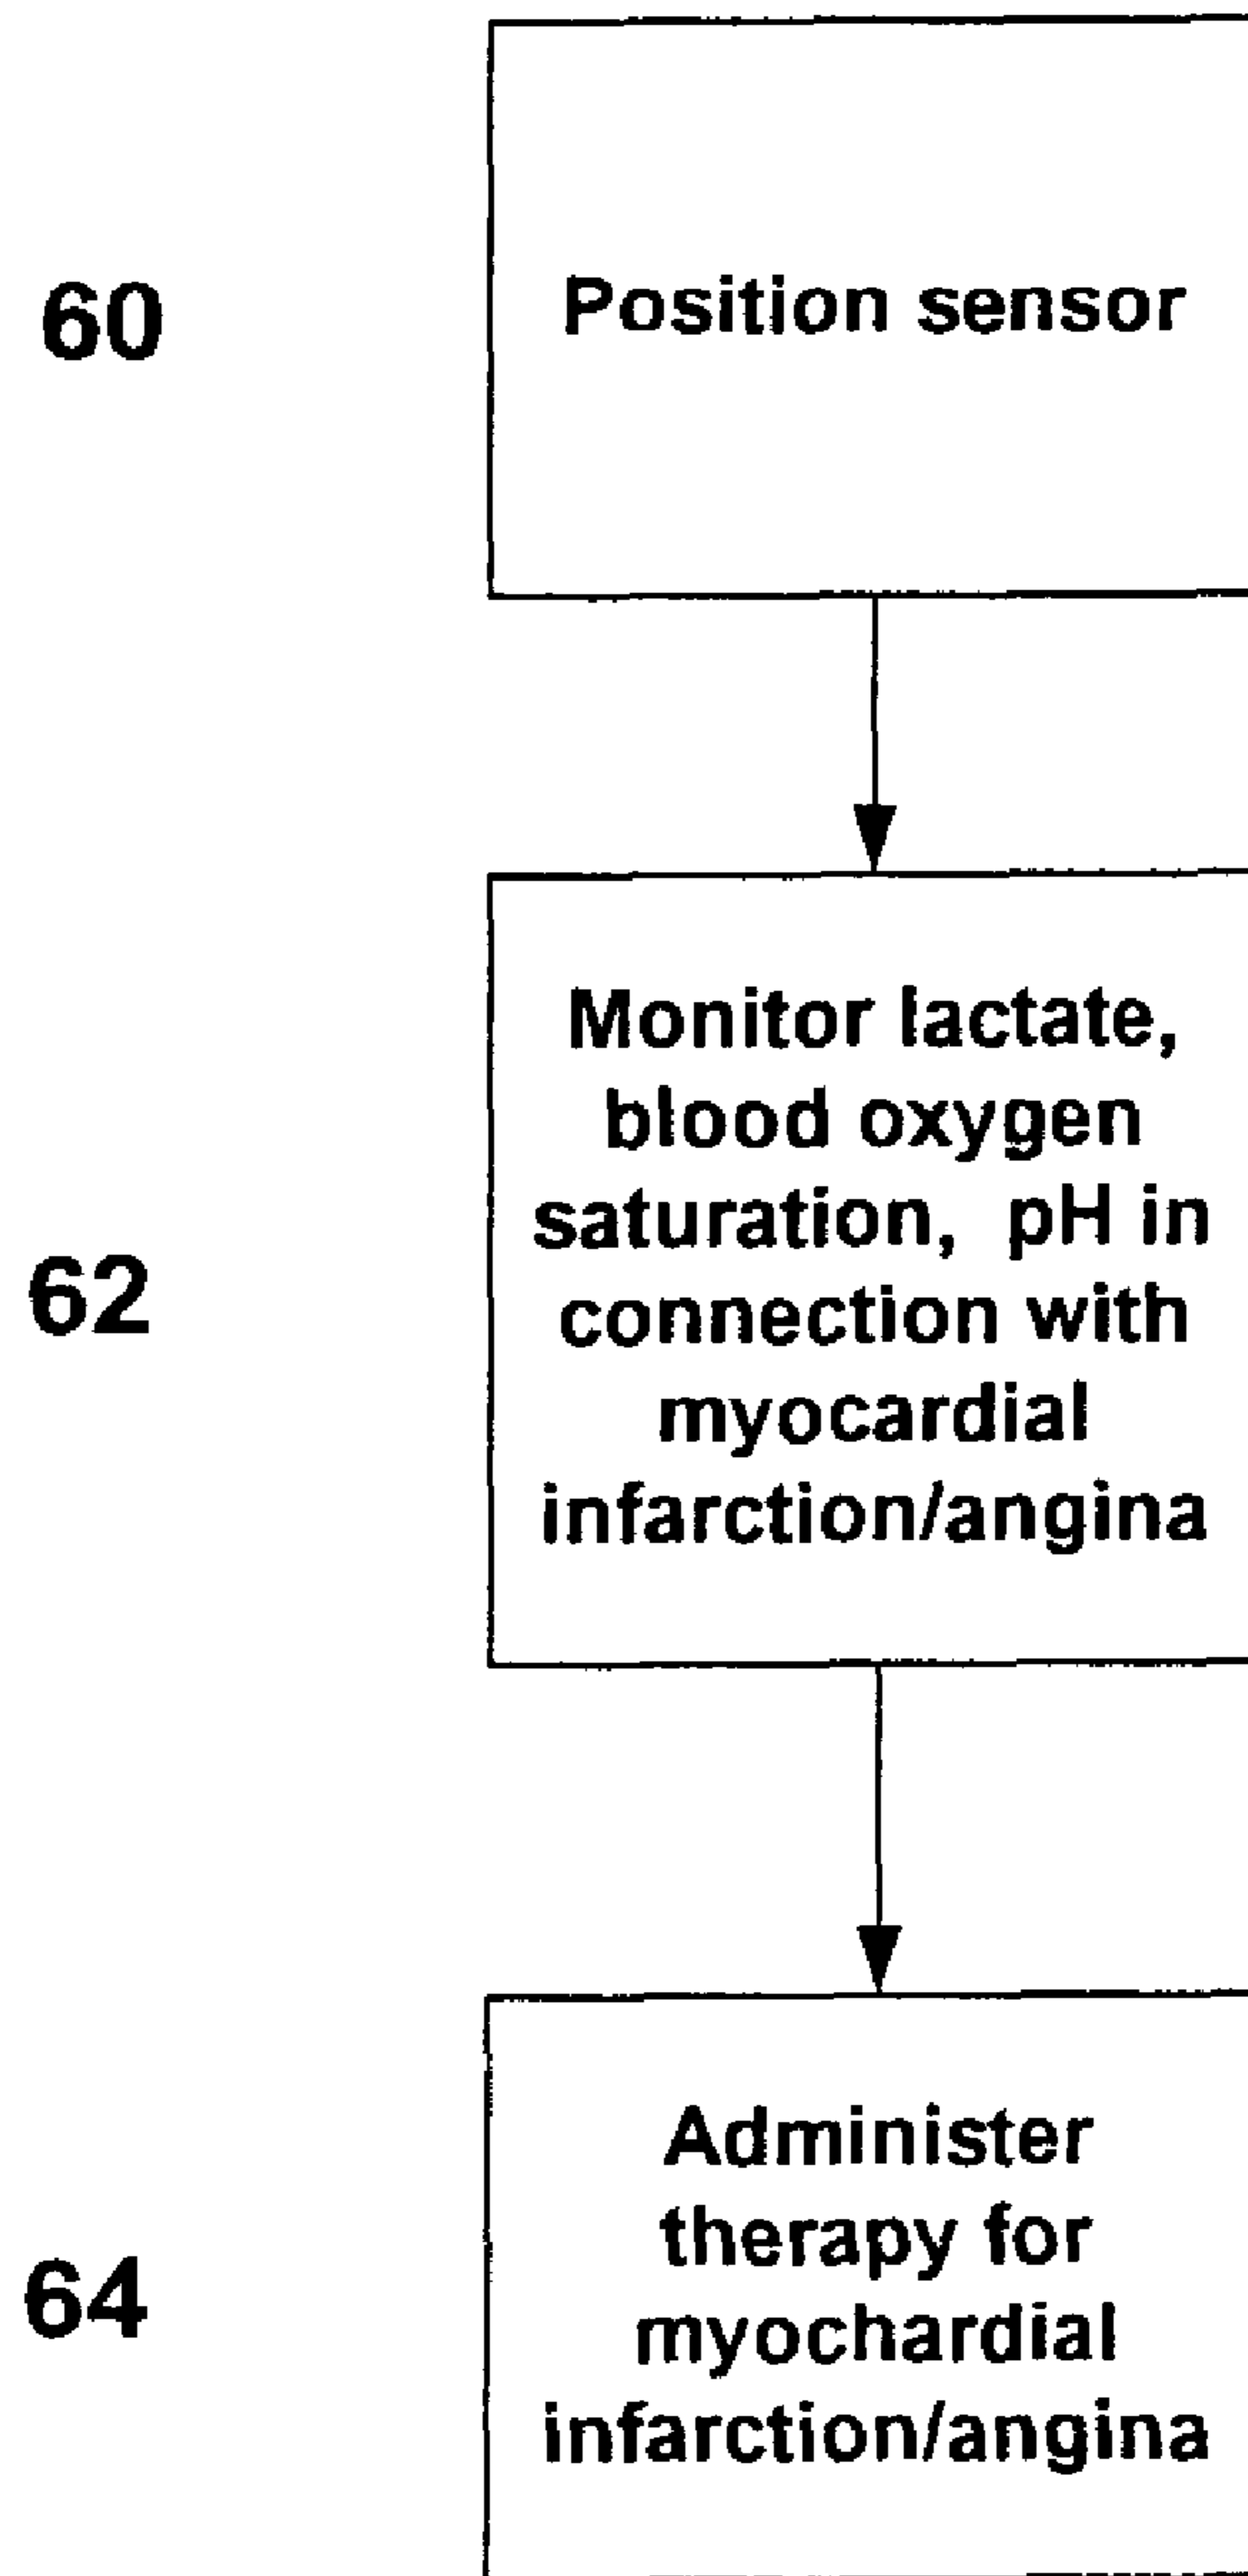 60
Position sensor
62
Monitor lactate,
blood oxygen
saturation, pH in
connection with
myocardial
infarction/angina
64
Administer
therapy for
myochardial
infarction/angina